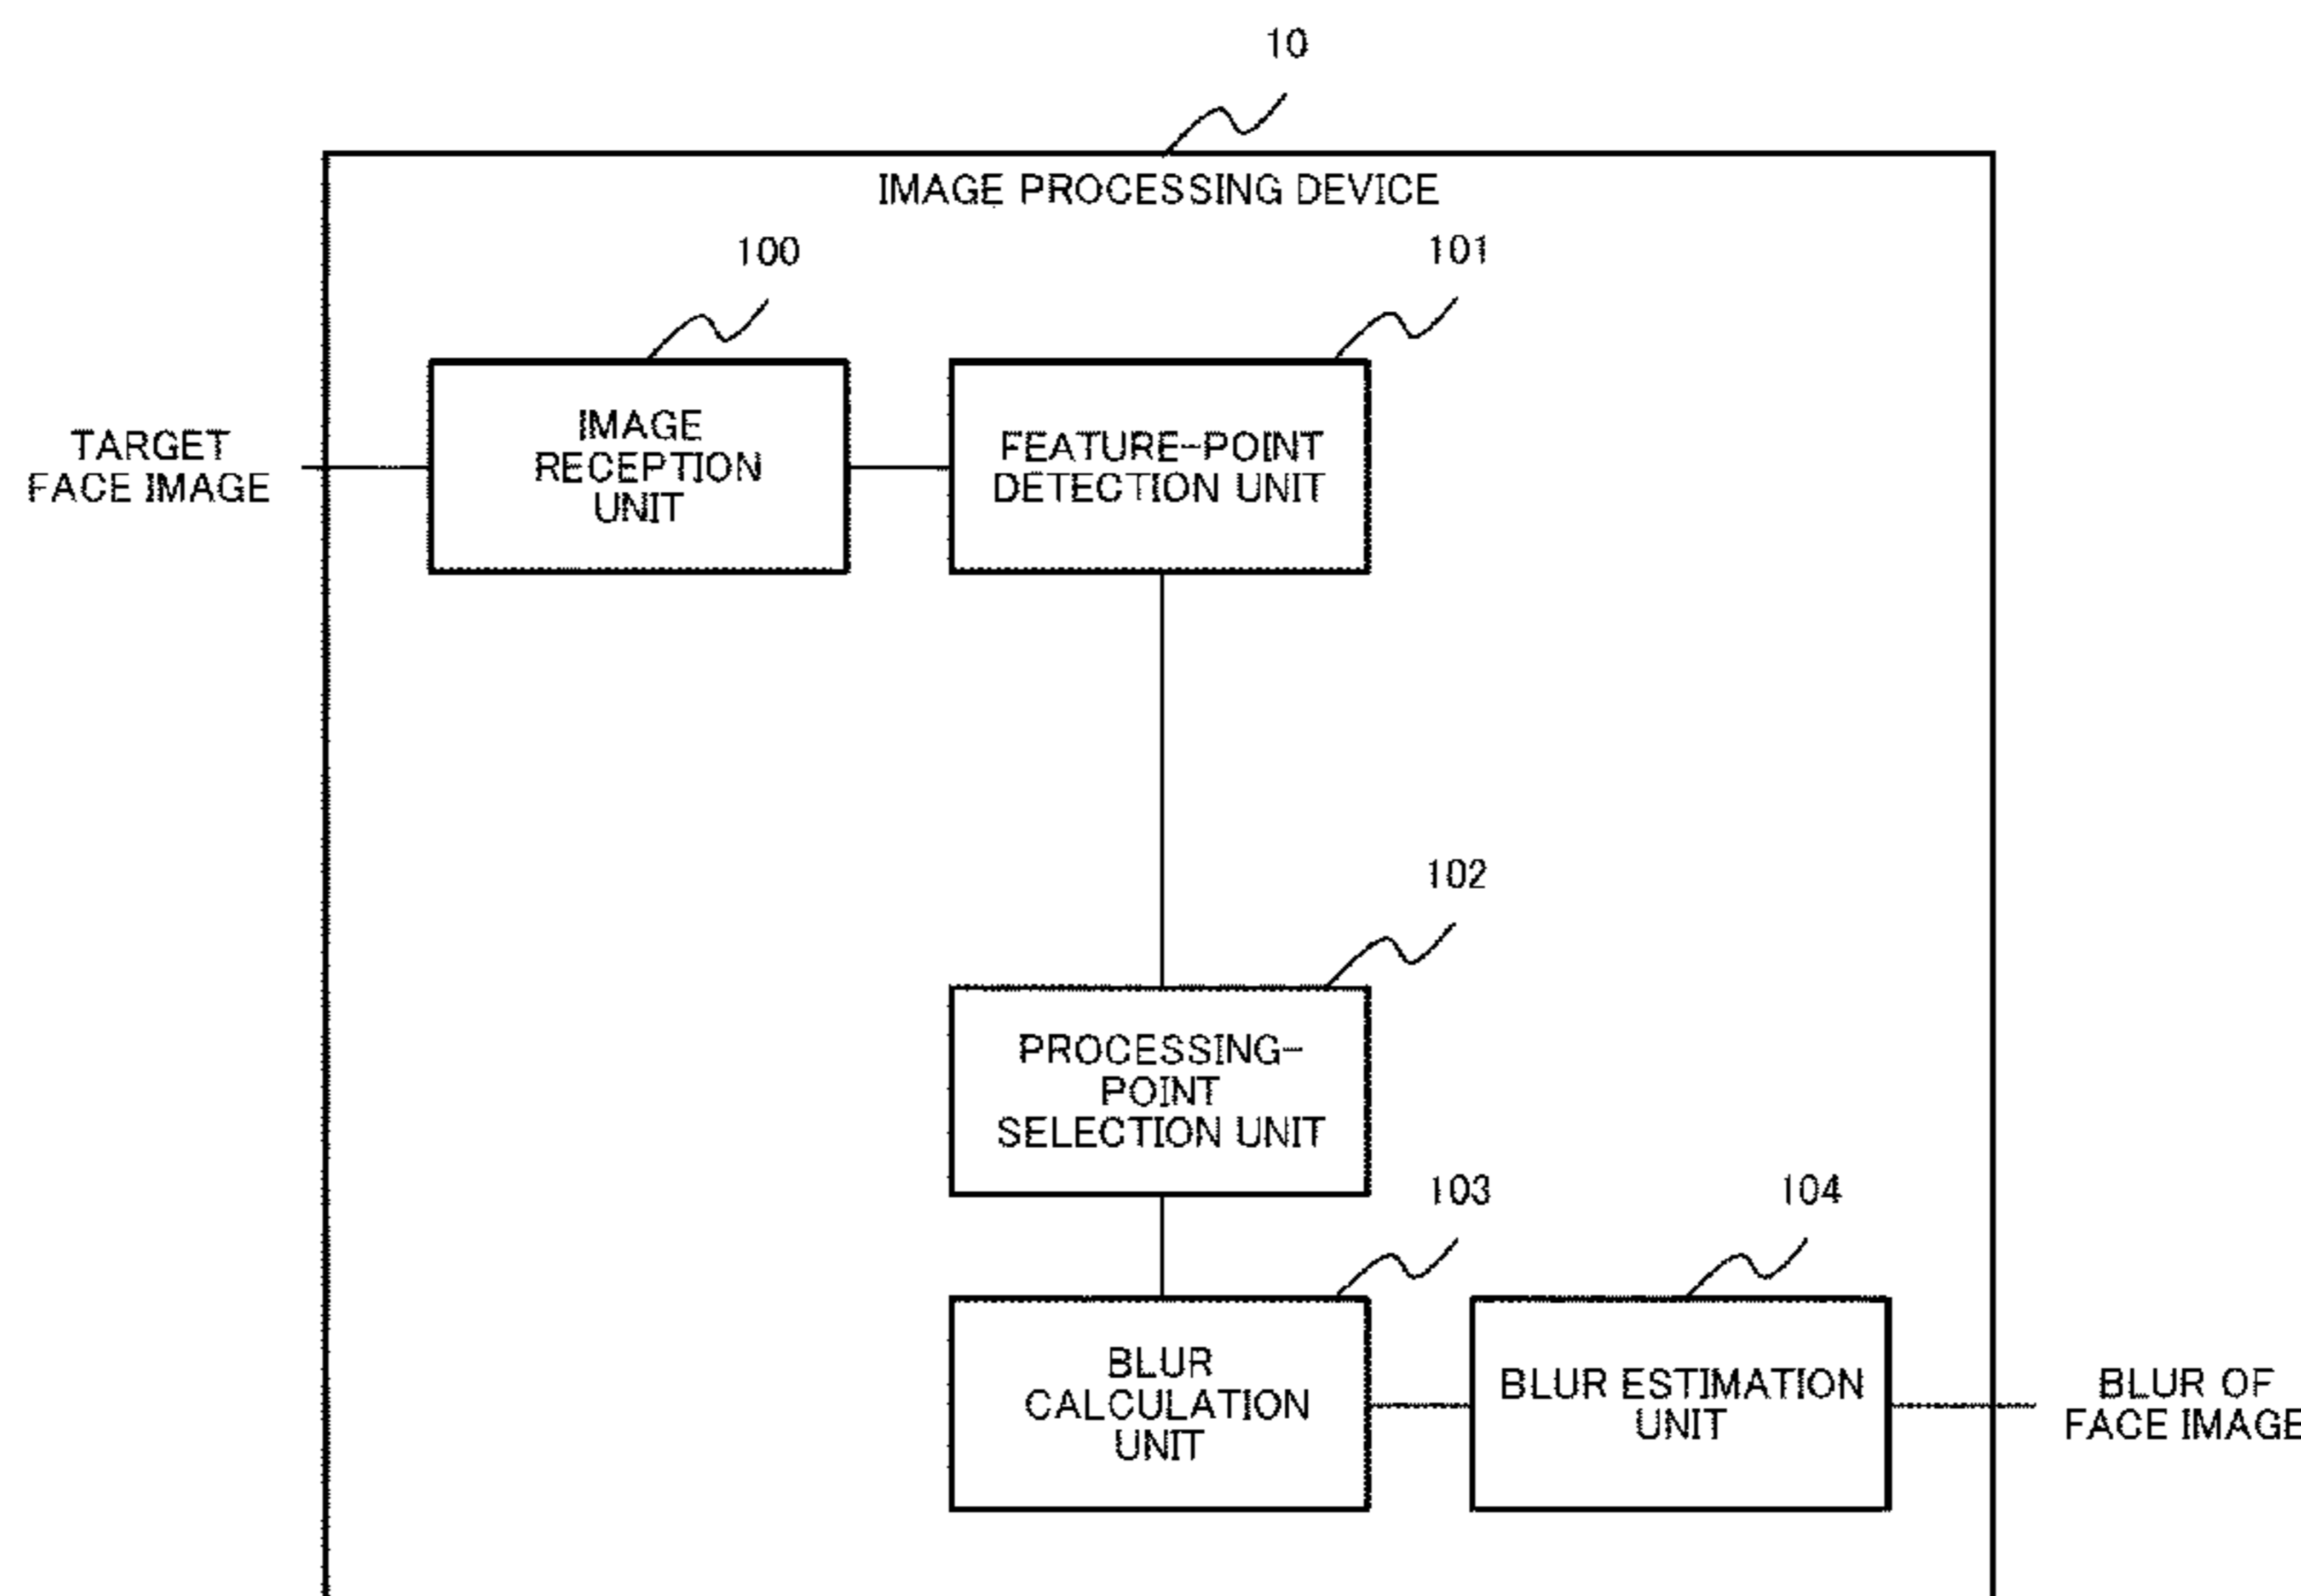 10
IMAGE PROCESSING DEVICE
100
101
TARGET
FACE IMAGE
IMAGE
RECEPTION
UNIT
FEATURE-POINT
DETECTION UNIT
102
PROCESSING-
POINT
SELECTION UNIT
103
104
BLUR
CALCULATION
UNIT
BLUR ESTIMATION
UNIT
BLUR OF
FACE IMAGE